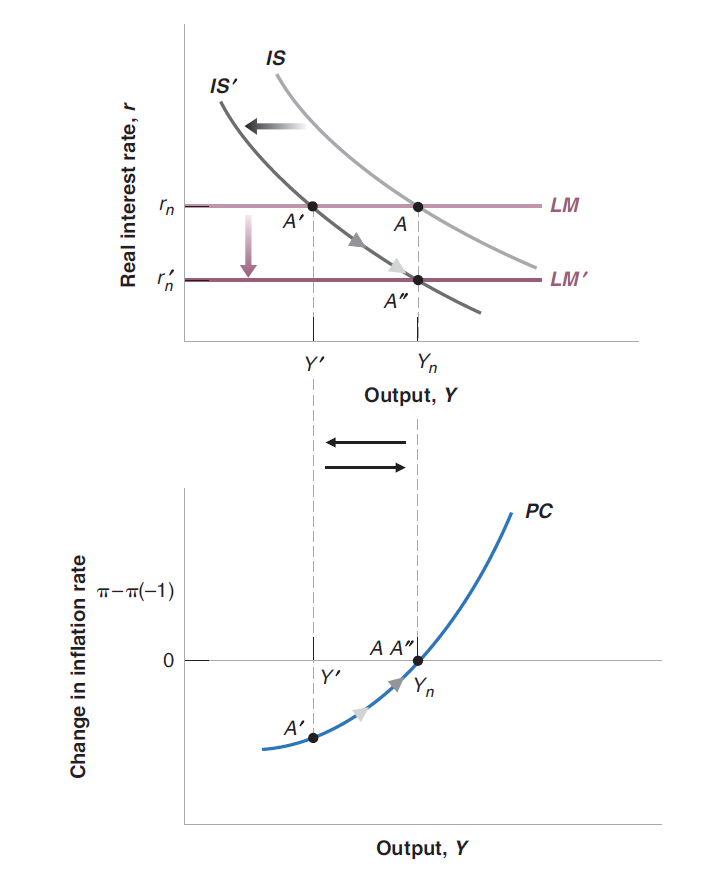 IS
IS′
Real interest rate, r
rn
LM
A′
A
r′n
LM′
A″
Y′
Yn
Output, Y
PC
Change in inflation rate
π–π(–1)
A A″
0
Y′
Yn
A′
Output, Y